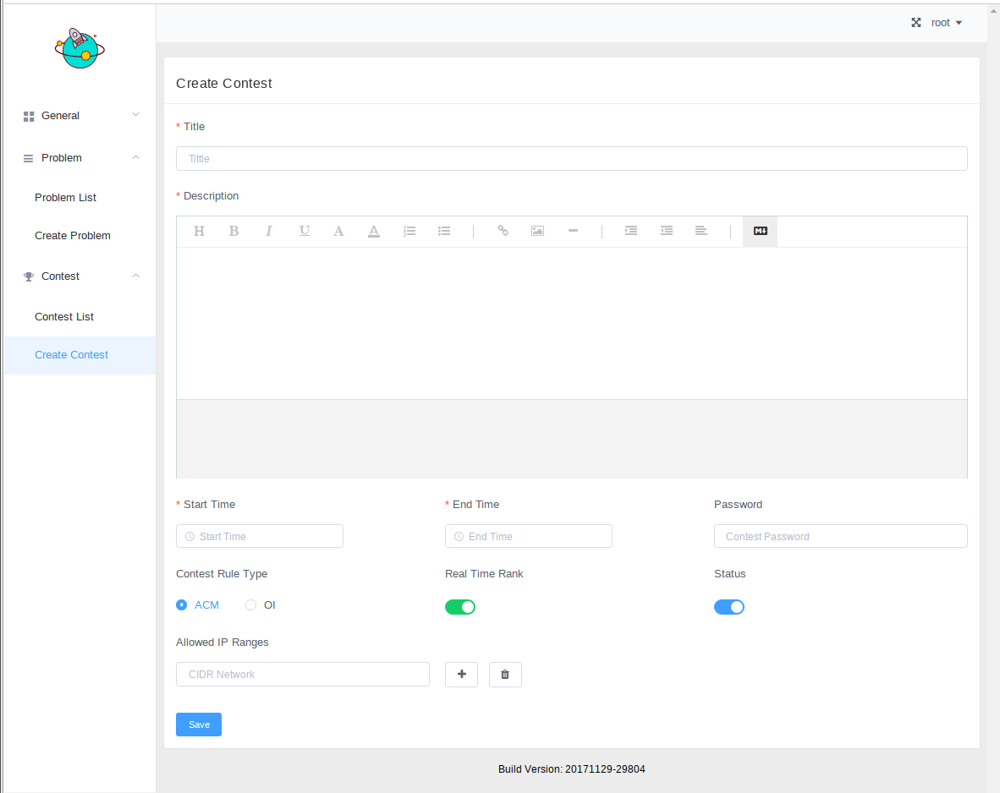 root
General
Problem
Problem List
Create Problem
Contest
Contest List
Create Contest
Create Contest
* Title
Tittle
* Description
H B I U A A
M
* Start Time
* End Time
Password
Start Time
End Time
Contest Password
Contest Rule Type
Real Time Rank
Status
ACM
OI
Allowed IP Ranges
CIDR Network
Save
Build Version: 20171129-29804